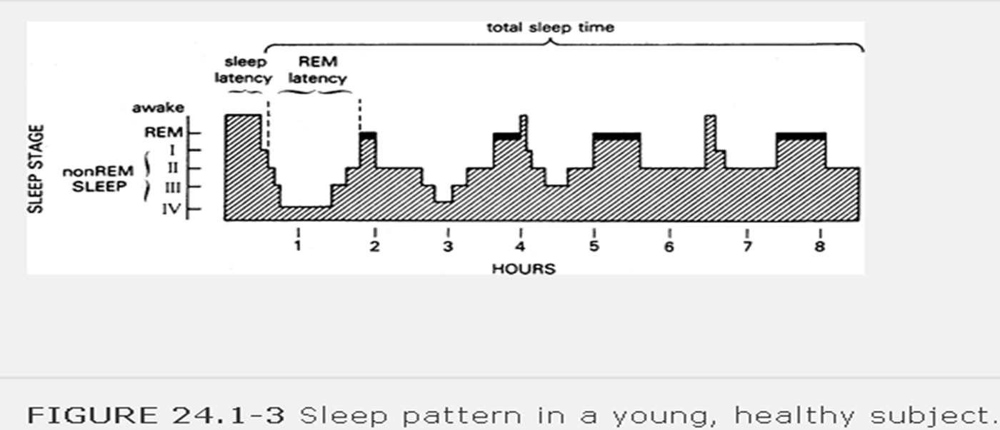 total sleep time
sleep REM
latency latency
awake
REM
I
nonREM II
SLEEP III
IV
SLEEP STAGE
1 2 3 4 5 6 7 8
HOURS
FIGURE 24.1-3 Sleep pattern in a young, healthy subject.